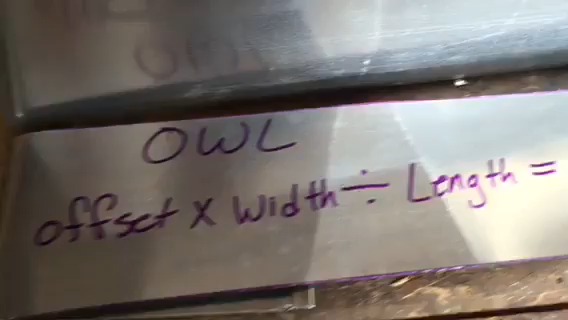 OWL
offset x Width ÷ Length =